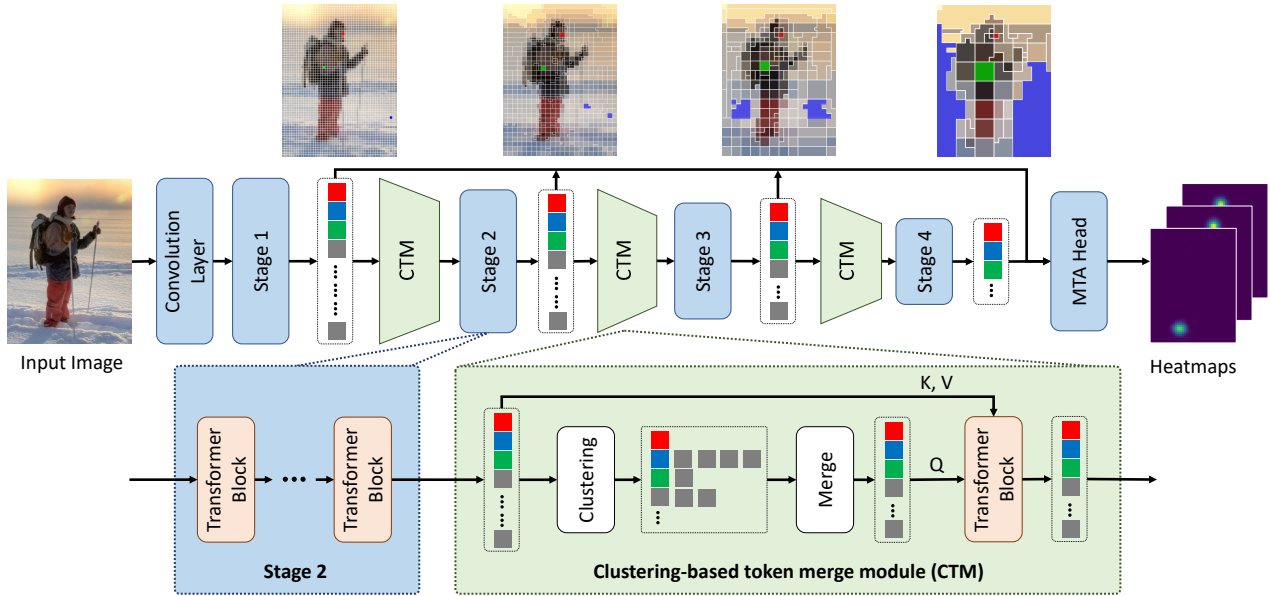 Input Image
Convolution
Layer
Stage 1
CTM
Stage 2
CTM
Stage 3
CTM
Stage 4
MTA Head
Heatmaps
Transformer
Block
Transformer
Block
Stage 2
K, V
Clustering
Merge
Q
Transformer
Block
Clustering-based token merge module (CTM)